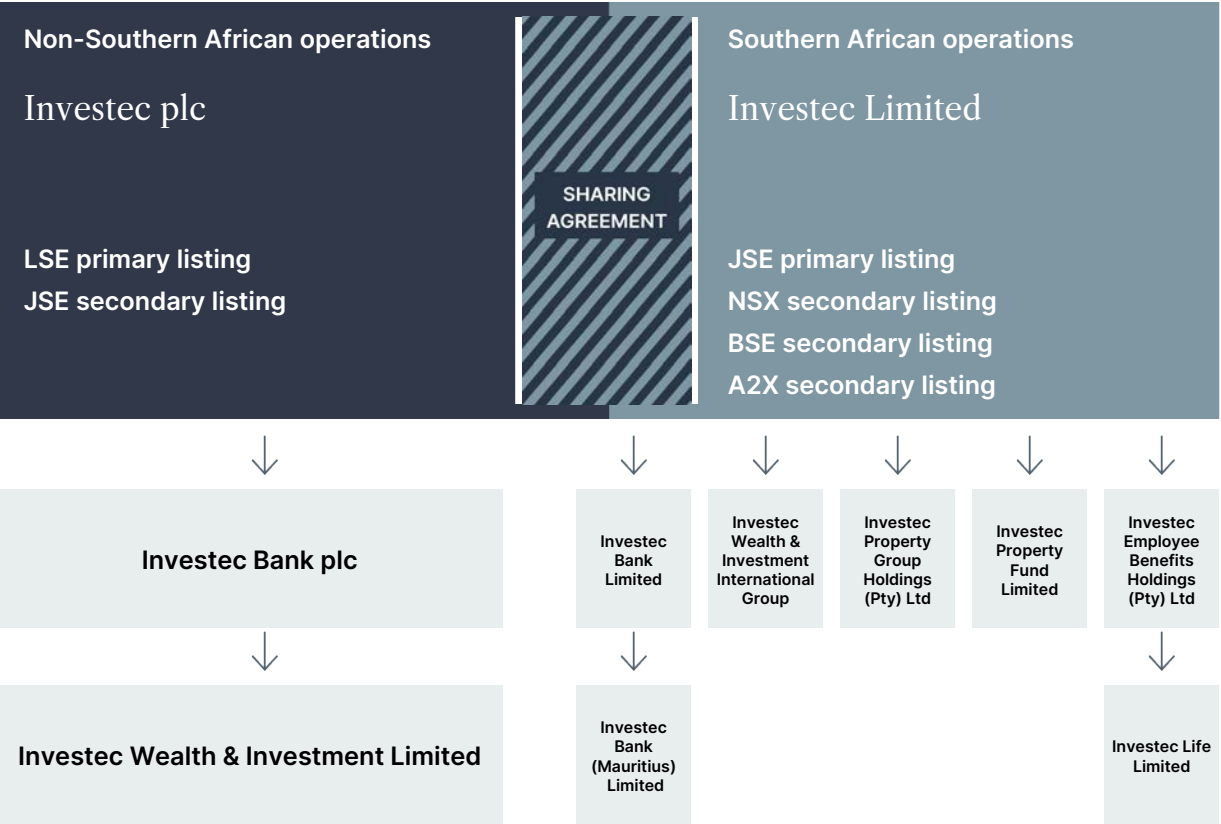 Non-Southern African operations
Investec plc
LSE primary listing
JSE secondary listing
SHARING
AGREEMENT
Southern African operations
Investec Limited
JSE primary listing
NSX secondary listing
BSE secondary listing
A2X secondary listing
Investec Bank plc
Investec
Bank
Limited
Investec
Wealth &
Investment
International
Group
Investec
Property
Group
Holdings
(Pty) Ltd
Investec
Property
Fund
Limited
Investec
Employee
Benefits
Holdings
(Pty) Ltd
Investec Wealth & Investment Limited
Investec
Bank
(Mauritius)
Limited
Investec Life
Limited